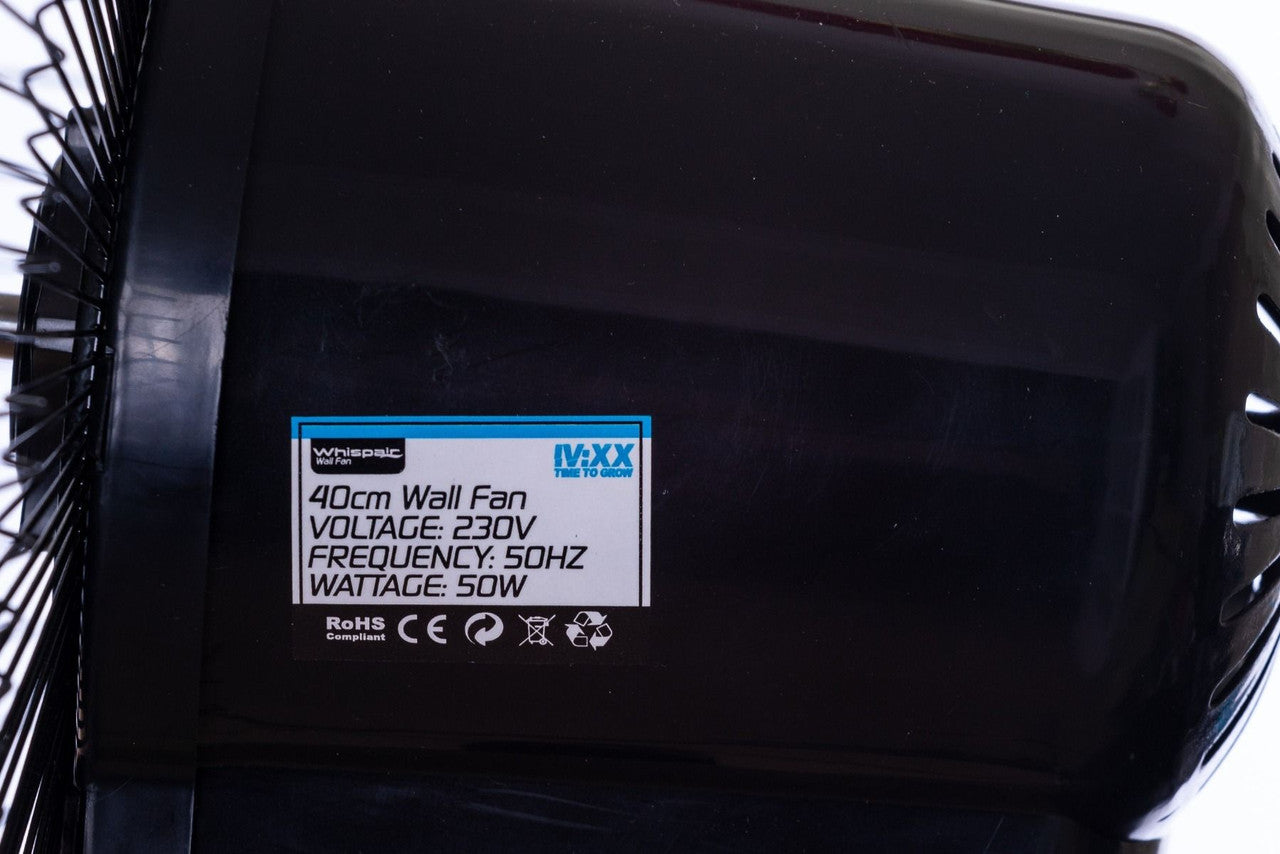 Whispair
Wall Fan
IV:XX
TIME TO GROW
40cm Wall Fan
VOLTAGE: 230V
FREQUENCY: 50HZ
WATTAGE: 50W
RoHS
Compliant
CE